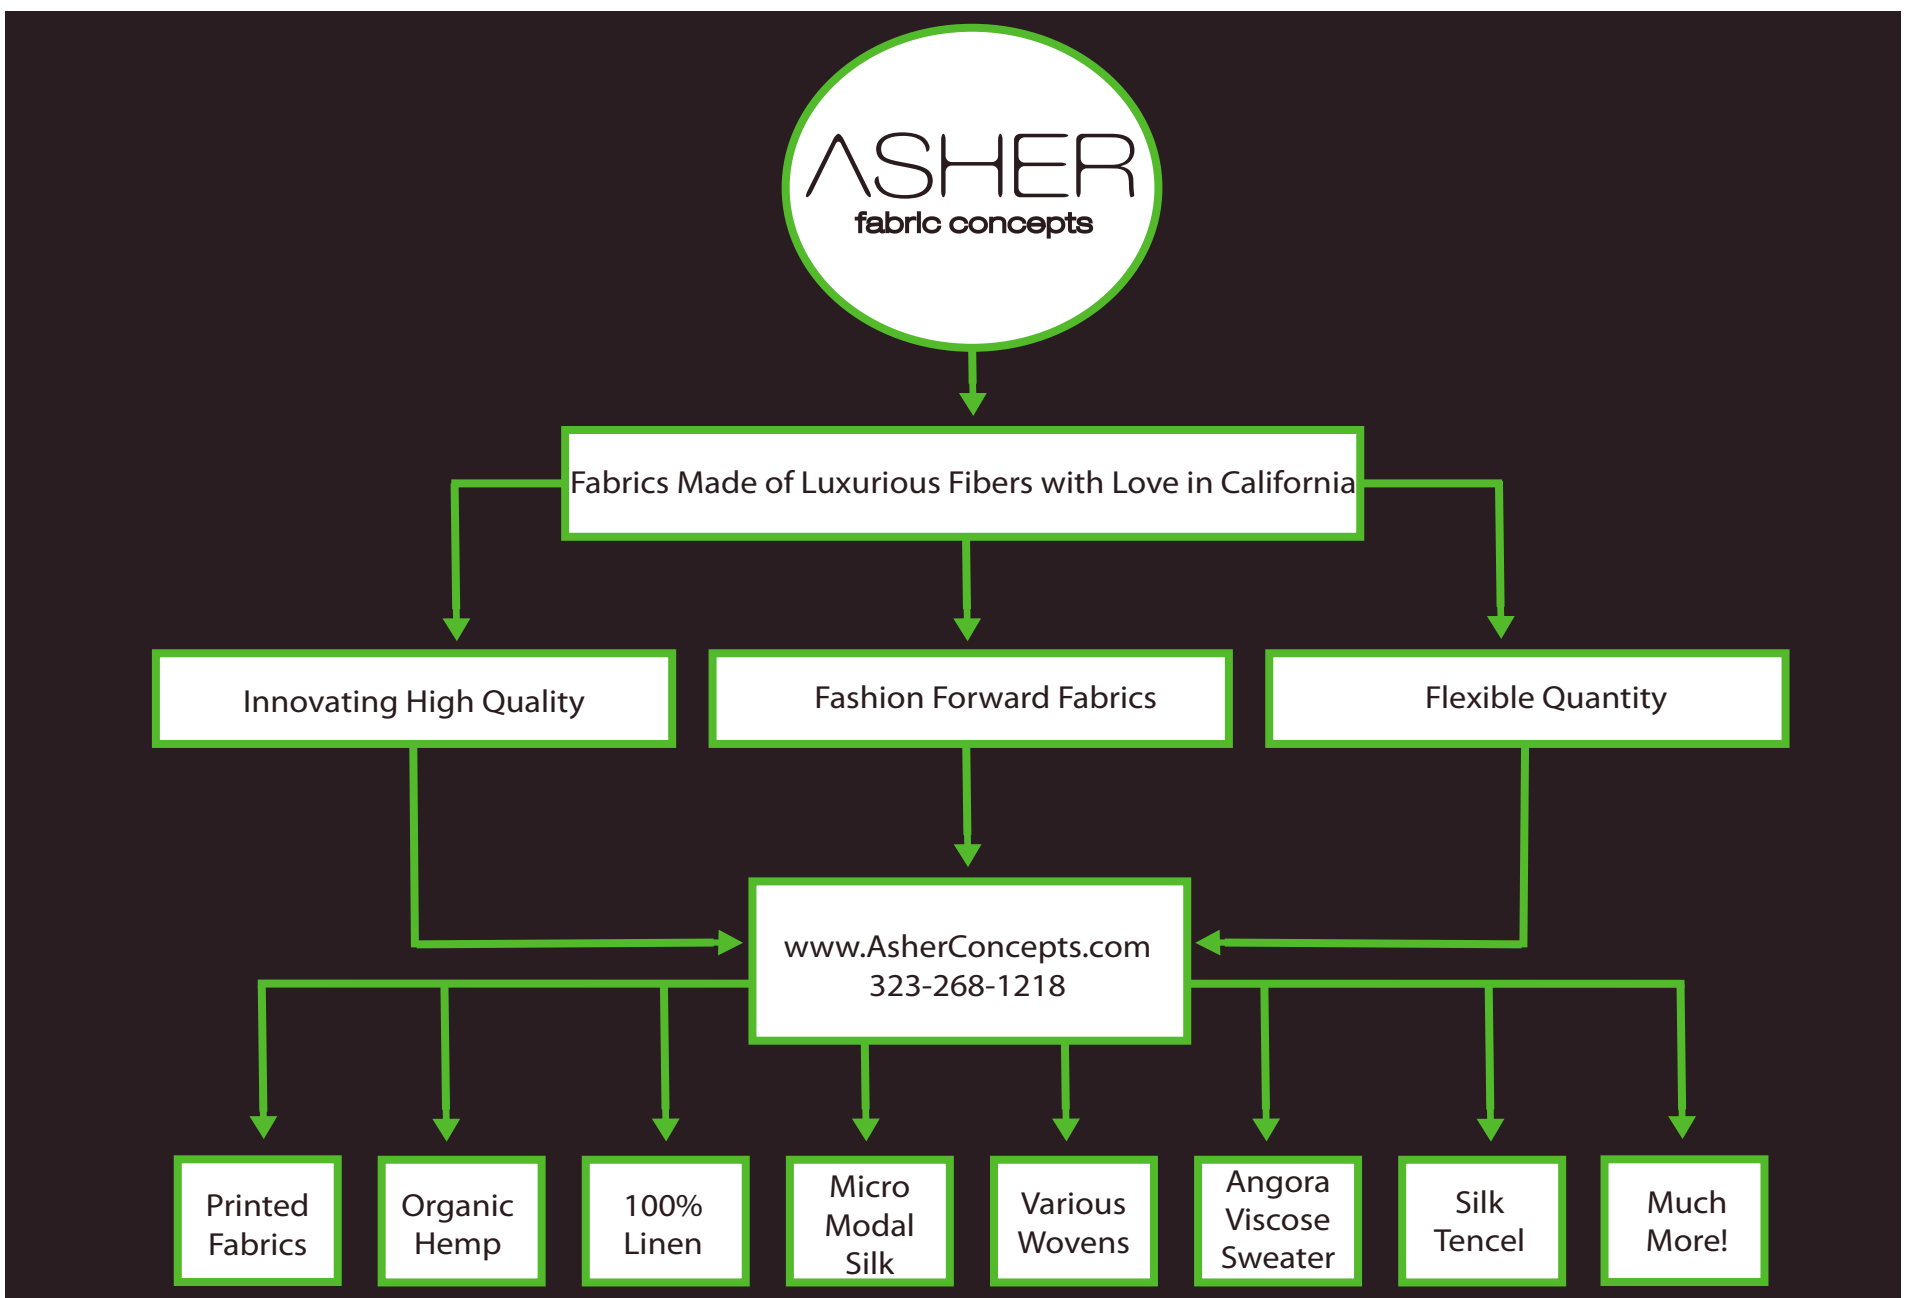 ASHER
fabric concepts
Fabrics Made of Luxurious Fibers with Love in California
Innovating High Quality
Fashion Forward Fabrics
Flexible Quantity
www.AsherConcepts.com
323-268-1218
Printed
Fabrics
Organic
Hemp
100%
Linen
Micro
Modal
Silk
Various
Wovens
Angora
Viscose
Sweater
Silk
Tencel
Much
More!